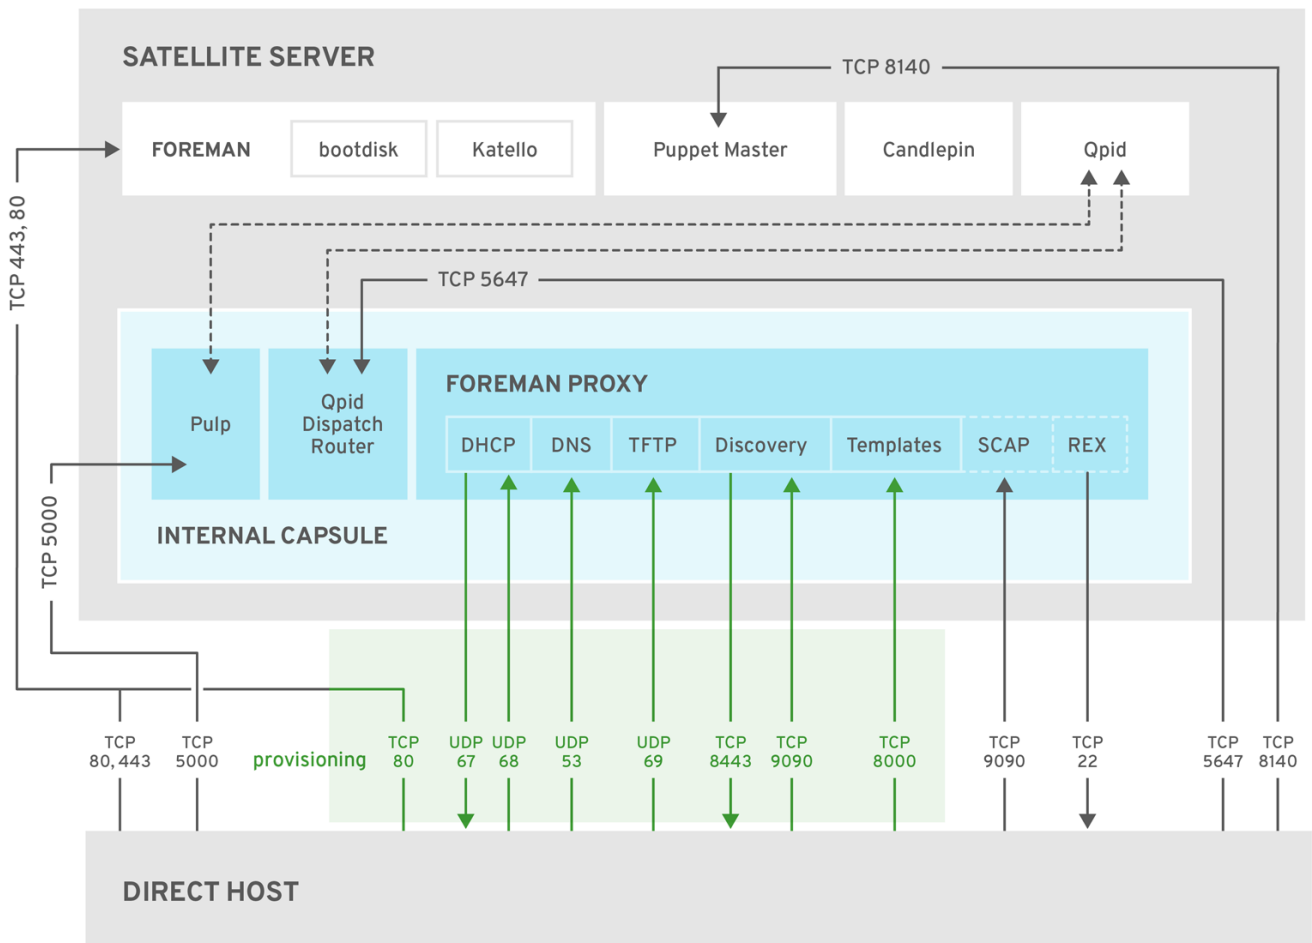 SATELLITE SERVER
TCP 8140
FOREMAN
bootdisk
Katello
Puppet Master
Candlepin
Qpid
TCP 443, 80
TCP 5647
FOREMAN PROXY
Pulp
Qpid
Dispatch
Router
DHCP
DNS
TFTP
Discovery
Templates
SCAP
REX
INTERNAL CAPSULE
TCP 5000
TCP
80, 443
TCP
5000
provisioning
TCP
80
UDP
67
UDP
68
UDP
53
UDP
69
TCP
8443
TCP
9090
TCP
8000
TCP
9090
TCP
22
TCP
5647
TCP
8140
DIRECT HOST